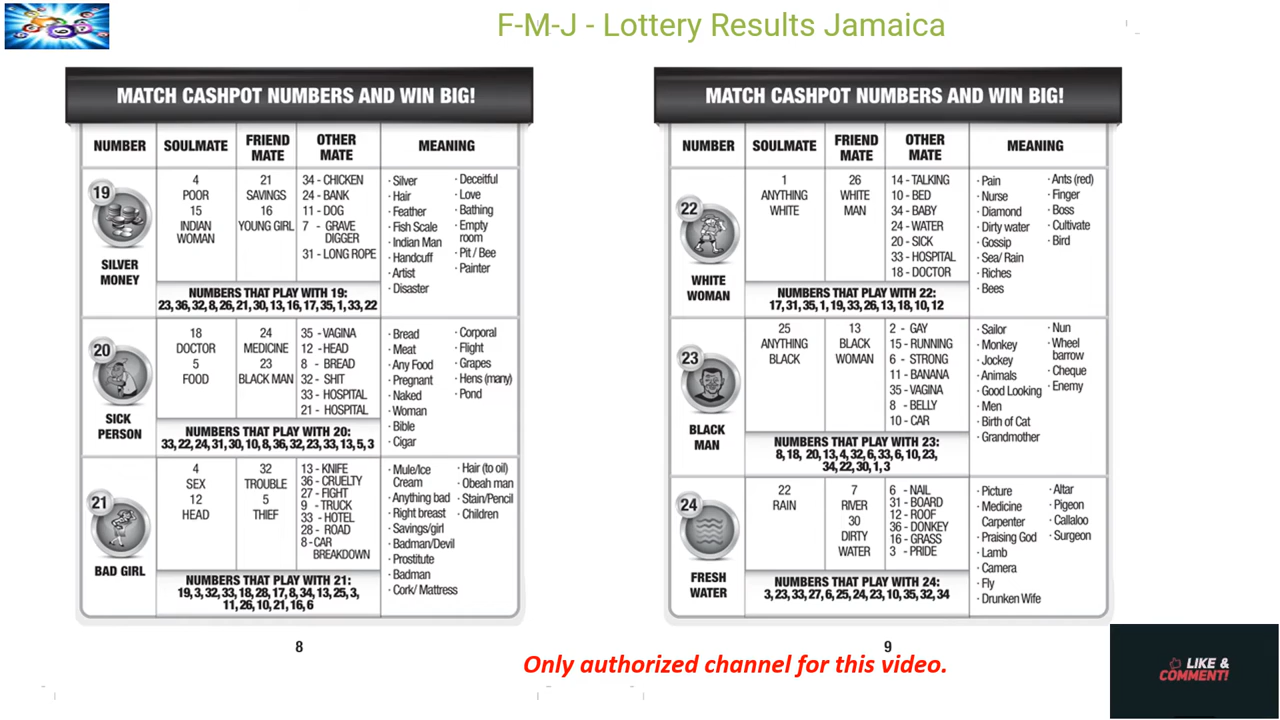 F-M-J - Lottery Results Jamaica
MATCH CASHPOT NUMBERS AND WIN BIG!
NUMBER
SOULMATE
FRIEND
MATE
OTHER
MATE
MEANING
19
SILVER
MONEY
4
POOR
15
INDIAN
WOMAN
21
SAVINGS
16
YOUNG GIRL
34 - CHICKEN
24 - BANK
11 - DOG
7 - GRAVE
DIGGER
31 - LONG ROPE
NUMBERS THAT PLAY WITH 19:
23, 36, 32, 8, 26, 21, 30, 13, 16, 17, 35, 1, 33, 22
· Silver
· Hair
· Feather
· Fish Scale
· Indian Man
· Handcuff
· Artist
· Disaster
· Deceitful
· Love
· Bathing
· Empty
room
· Pit / Bee
· Painter
20
SICK
PERSON
18
DOCTOR
5
FOOD
24
MEDICINE
23
BLACK MAN
35 - VAGINA
12 - HEAD
8 - BREAD
32 - SHIT
33 - HOSPITAL
21 - HOSPITAL
NUMBERS THAT PLAY WITH 20:
33, 22, 24, 31, 30, 10, 8, 36, 32, 23, 33, 13, 5, 3
· Bread
· Meat
· Any Food
· Pregnant
· Naked
· Woman
· Bible
· Cigar
· Corporal
· Flight
· Grapes
· Hens (many)
· Pond
21
BAD GIRL
4
SEX
12
HEAD
32
TROUBLE
5
THIEF
13 - KNIFE
36 - CRUELTY
27 - FIGHT
9 - TRUCK
33 - HOTEL
28 - ROAD
8 - CAR
BREAKDOWN
NUMBERS THAT PLAY WITH 21:
19, 3, 32, 33, 18, 28, 17, 8, 34, 13, 25, 3,
11, 26, 10, 21, 16, 6
· Mule/Ice
Cream
· Anything bad
· Right breast
· Savings/girl
· Badman/Devil
· Prostitute
· Badman
· Cork/ Mattress
· Hair (to oil)
· Obeah man
· Stain/Pencil
· Children
8
MATCH CASHPOT NUMBERS AND WIN BIG!
NUMBER
SOULMATE
FRIEND
MATE
OTHER
MATE
MEANING
22
WHITE
WOMAN
1
ANYTHING
WHITE
26
WHITE
MAN
14 - TALKING
10 - BED
34 - BABY
24 - WATER
20 - SICK
33 - HOSPITAL
18 - DOCTOR
NUMBERS THAT PLAY WITH 22:
17, 31, 35, 1, 19, 33, 26, 13, 18, 10, 12
· Pain
· Nurse
· Diamond
· Dirty water
· Gossip
· Sea/ Rain
· Riches
· Bees
· Ants (red)
· Finger
· Boss
· Cultivate
· Bird
23
BLACK
MAN
25
ANYTHING
BLACK
13
BLACK
WOMAN
2 - GAY
15 - RUNNING
6 - STRONG
11 - BANANA
35 - VAGINA
8 - BELLY
10 - CAR
NUMBERS THAT PLAY WITH 23:
8, 18, 20, 13, 4, 32, 6, 33, 6, 10, 23,
34, 22, 30, 1, 3
· Sailor
· Monkey
· Jockey
· Animals
· Good Looking
· Men
· Birth of Cat
· Grandmother
· Nun
· Wheel
barrow
· Cheque
· Enemy
24
FRESH
WATER
22
RAIN
7
RIVER
30
DIRTY
WATER
6 - NAIL
31 - BOARD
12 - ROOF
36 - DONKEY
16 - GRASS
3 - PRIDE
NUMBERS THAT PLAY WITH 24:
3, 23, 33, 27, 6, 25, 24, 23, 10, 35, 32, 34
· Picture
· Medicine
Carpenter
· Praising God
· Lamb
· Camera
· Fly
· Drunken Wife
· Altar
· Pigeon
· Callaloo
· Surgeon
9
Only authorized channel for this video.
LIKE &
COMMENT!